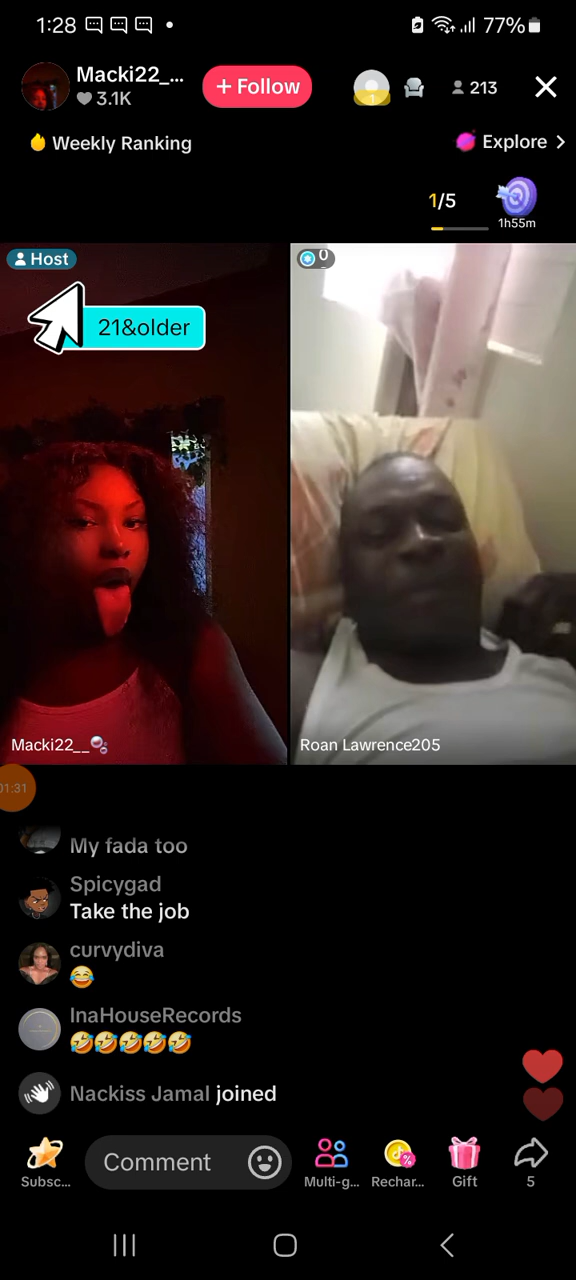 1:28
77%
Macki22_...
3.1K
+ Follow
1
213
Weekly Ranking
Explore >
1/5
1h55m
Host
0
21&older
Macki22__
Roan Lawrence205
01:31
My fada too
Spicygad
Take the job
curvydiva
😂
InaHouseRecords
🤣🤣🤣🤣🤣
Nackiss Jamal joined
Comment
Subsc...
Multi-g...
Rechar...
Gift
5